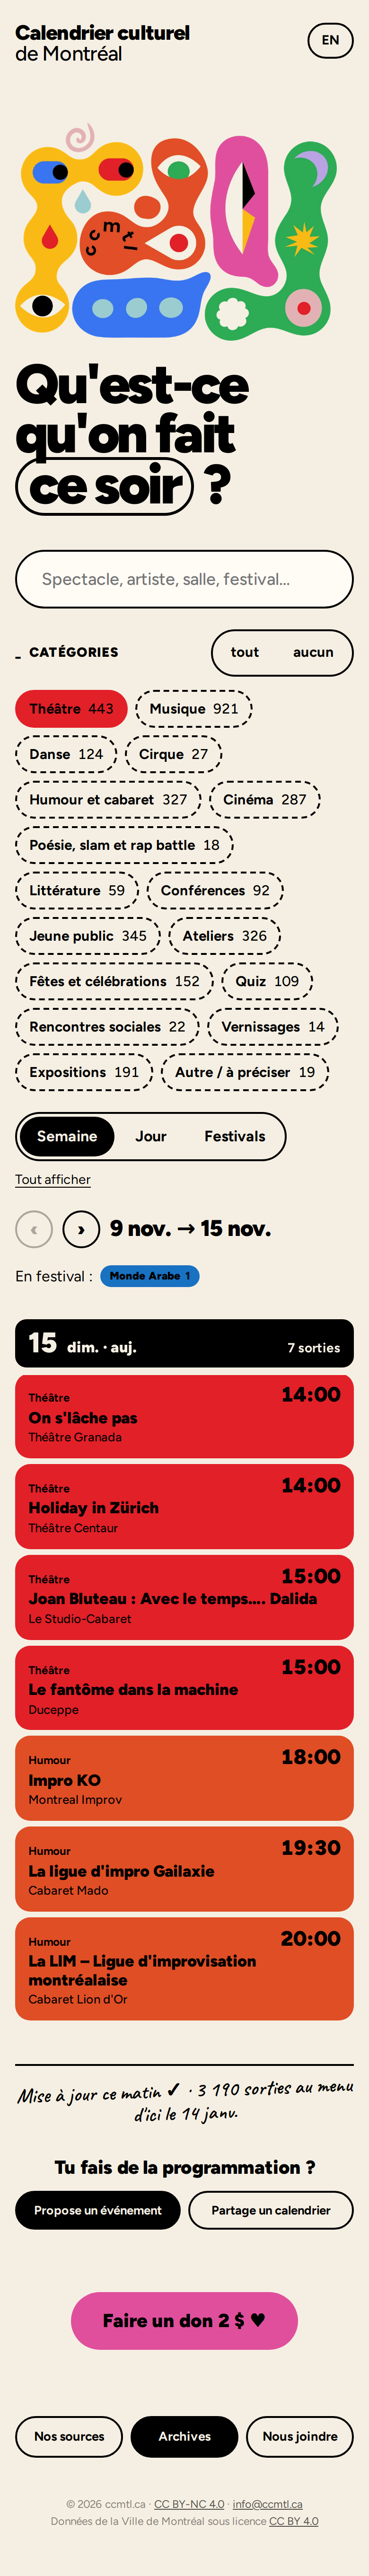 Calendrier culturel
de Montréal
EN
ccmtl
Qu'est-ce
qu'on fait
ce soir ?
Spectacle, artiste, salle, festival...
CATÉGORIES
tout aucun
Théâtre 443 Musique 921
Danse 124 Cirque 27
Humour et cabaret 327 Cinéma 287
Poésie, slam et rap battle 18
Littérature 59 Conférences 92
Jeune public 345 Ateliers 326
Fêtes et célébrations 152 Quiz 109
Rencontres sociales 22 Vernissages 14
Expositions 191 Autre / à préciser 19
Semaine Jour Festivals
Tout afficher
‹ › 9 nov. → 15 nov.
En festival : Monde Arabe 1
15 dim. · auj. 7 sorties
Théâtre 14:00
On s'lâche pas
Théâtre Granada
Théâtre 14:00
Holiday in Zürich
Théâtre Centaur
Théâtre 15:00
Joan Bluteau : Avec le temps.... Dalida
Le Studio-Cabaret
Théâtre 15:00
Le fantôme dans la machine
Duceppe
Humour 18:00
Impro KO
Montreal Improv
Humour 19:30
La ligue d'impro Gailaxie
Cabaret Mado
Humour 20:00
La LIM – Ligue d'improvisation
montréalaise
Cabaret Lion d'Or
Mise à jour ce matin ✓ · 3 190 sorties au menu
d'ici le 14 janv.
Tu fais de la programmation ?
Propose un événement Partage un calendrier
Faire un don 2 $ ♥
Nos sources Archives Nous joindre
© 2026 ccmtl.ca · CC BY-NC 4.0 · info@ccmtl.ca
Données de la Ville de Montréal sous licence CC BY 4.0